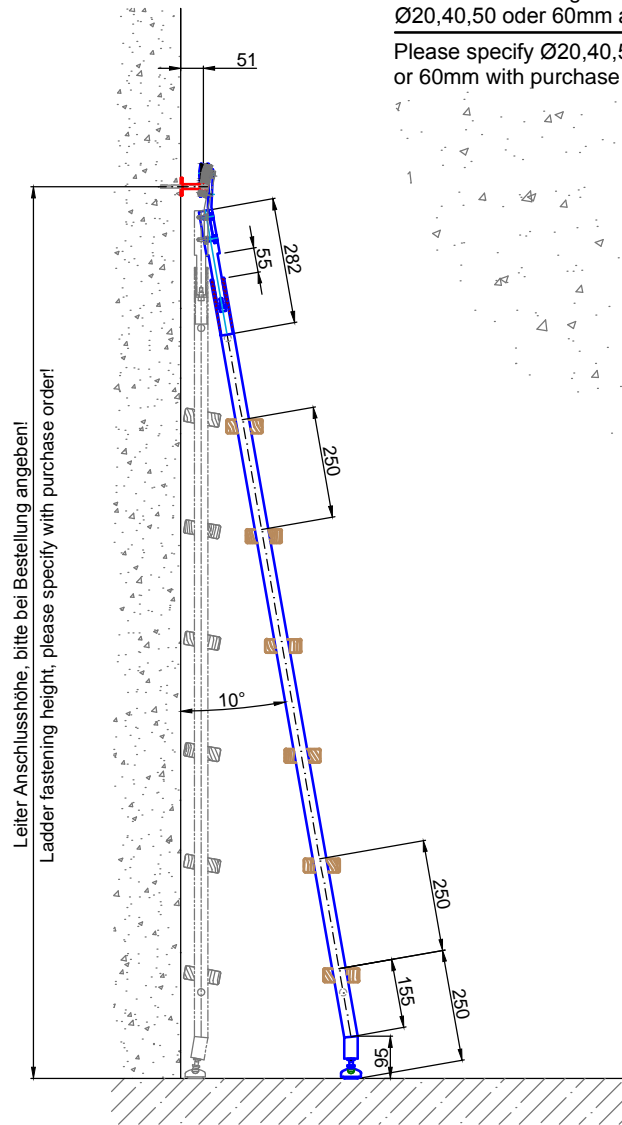 Ø20,40,50 oder 60mm a
Please specify Ø20,40,5
or 60mm with purchase
51
282
55
250
10°
250
250
155
95
Leiter Anschlusshöhe, bitte bei Bestellung angeben!
Ladder fastening height, please specify with purchase order!